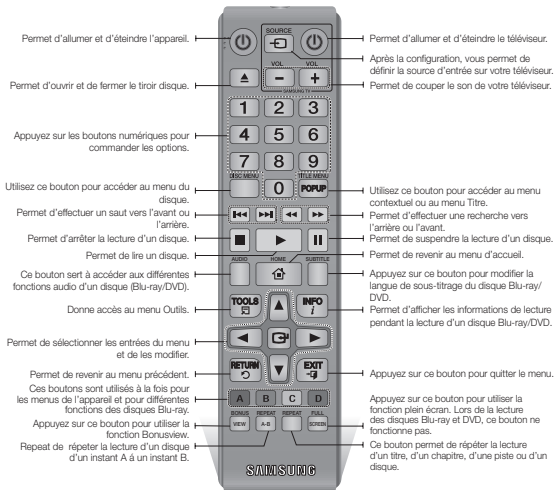 Permet d'allumer et d'éteindre l'appareil.
Permet d'ouvrir et de fermer le tiroir disque.
Appuyez sur les boutons numériques pour
commander les options.
Utilisez ce bouton pour accéder au menu du
disque.
Permet d'effectuer un saut vers l'avant ou
l'arrière.
Permet d'arrêter la lecture d'un disque.
Permet de lire un disque.
Ce bouton sert à accéder aux différentes
fonctions audio d'un disque (Blu-ray/DVD).
Donne accès au menu Outils.
Permet de sélectionner les entrées du menu
et de les modifier.
Permet de revenir au menu précédent.
Ces boutons sont utilisés à la fois pour
les menus de l'appareil et pour différentes
fonctions des disques Blu-ray.
Appuyez sur ce bouton pour utiliser la
fonction Bonusview.
Repeat de répeter la lecture d'un disque
d'un instant A á un instant B.
SOURCE
VOL VOL
- +
SAMSUNG TV
1 2 3
4 5 6
7 8 9
DISC MENU TITLE MENU
0 POPUP
AUDIO HOME SUBTITLE
TOOLS INFO
i
RETURN EXIT
A B C D
BONUS REPEAT REPEAT FULL
VIEW A-B SCREEN
SAMSUNG
Permet d'allumer et d'éteindre le téléviseur.
Après la configuration, vous permet de
définir la source d'entrée sur votre téléviseur.
Permet de couper le son de votre téléviseur.
Utilisez ce bouton pour accéder au menu
contextuel ou au menu Titre.
Permet d'effectuer une recherche vers
l'arrière ou l'avant.
Permet de suspendre la lecture d'un disque.
Permet de revenir au menu d'accueil.
Appuyez sur ce bouton pour modifier la
langue de sous-titrage du disque Blu-ray/
DVD.
Permet d'afficher les informations de lecture
pendant la lecture d'un disque Blu-ray/DVD.
Appuyez sur ce bouton pour quitter le menu.
Appuyez sur ce bouton pour utiliser la
fonction plein écran. Lors de la lecture
des disques Blu-ray et DVD, ce bouton ne
fonctionne pas.
Ce bouton permet de répéter la lecture
d'un titre, d'un chapitre, d'une piste ou d'un
disque.